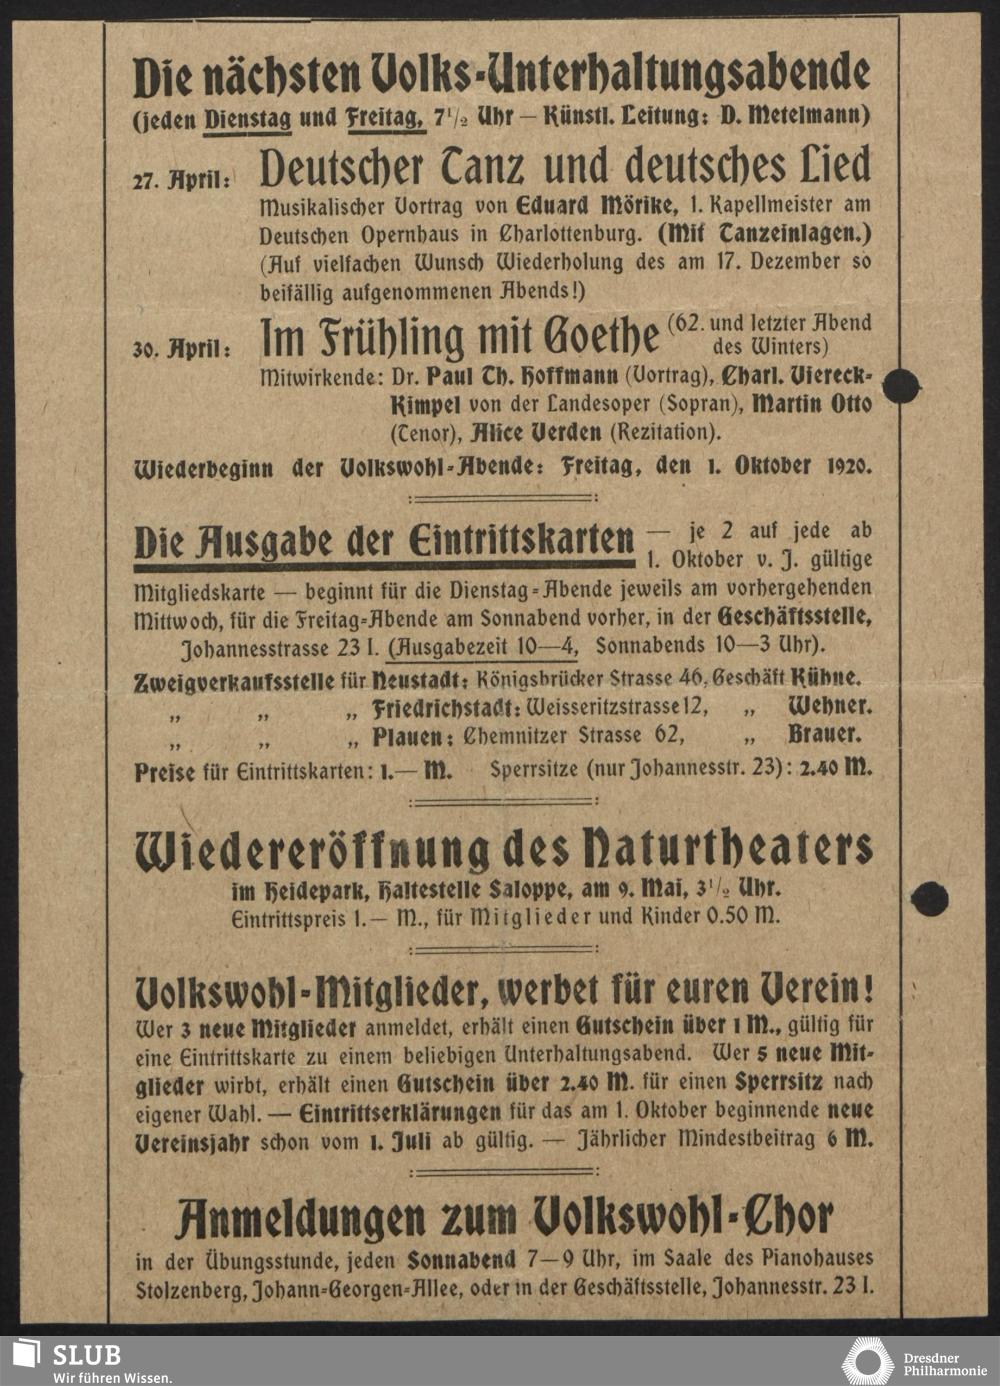 Die nächsten Volks-Unterhaltungsabende
(jeden Dienstag und Freitag, 7 1/2 Uhr — Künstl. Leitung: D. Metelmann)
27. April: Deutscher Tanz und deutsches Lied
Musikalischer Vortrag von Eduard Mörike, 1. Kapellmeister am
Deutschen Opernhaus in Charlottenburg. (Mit Tanzeinlagen.)
(Auf vielfachen Wunsch Wiederholung des am 17. Dezember so
beifällig aufgenommenen Abends!)
30. April: Im Frühling mit Goethe (62. und letzter Abend
des Winters)
Mitwirkende: Dr. Paul Th. Hoffmann (Vortrag), Charl. Viereck-
Kimpel von der Landesoper (Sopran), Martin Otto
(Tenor), Alice Verden (Rezitation).
Wiederbeginn der Volkswohl-Abende: Freitag, den 1. Oktober 1920.
Die Ausgabe der Eintrittskarten — je 2 auf jede ab
1. Oktober v. J. gültige
Mitgliedskarte — beginnt für die Dienstag-Abende jeweils am vorhergehenden
Mittwoch, für die Freitag-Abende am Sonnabend vorher, in der Geschäftsstelle,
Johannesstrasse 23 I. (Ausgabezeit 10—4, Sonnabends 10—3 Uhr).
Zweigverkaufsstelle für Neustadt: Königsbrücker Strasse 46, Geschäft Kühne.
„ „ „ Friedrichstadt: Weisseritzstrasse 12, „ Wehner.
„ „ „ Plauen: Chemnitzer Strasse 62, „ Brauer.
Preise für Eintrittskarten: 1.— M. Sperrsitze (nur Johannesstr. 23): 2.40 M.
Wiedereröffnung des Naturtheaters
im Heidepark, Haltestelle Saloppe, am 9. Mai, 3 1/2 Uhr.
Eintrittspreis 1.— M., für Mitglieder und Kinder 0.50 M.
Volkswohl-Mitglieder, werbet für euren Verein!
Wer 3 neue Mitglieder anmeldet, erhält einen Gutschein über 1 M., gültig für
eine Eintrittskarte zu einem beliebigen Unterhaltungsabend. Wer 5 neue Mit-
glieder wirbt, erhält einen Gutschein über 2.40 M. für einen Sperrsitz nach
eigener Wahl. — Eintrittserklärungen für das am 1. Oktober beginnende neue
Vereinsjahr schon vom 1. Juli ab gültig. — Jährlicher Mindestbeitrag 6 M.
Anmeldungen zum Volkswohl-Chor
in der Übungsstunde, jeden Sonnabend 7—9 Uhr, im Saale des Pianohauses
Stolzenberg, Johann-Georgen-Allee, oder in der Geschäftsstelle, Johannesstr. 23 I.
SLUB
Wir führen Wissen.
Dresdner
Philharmonie